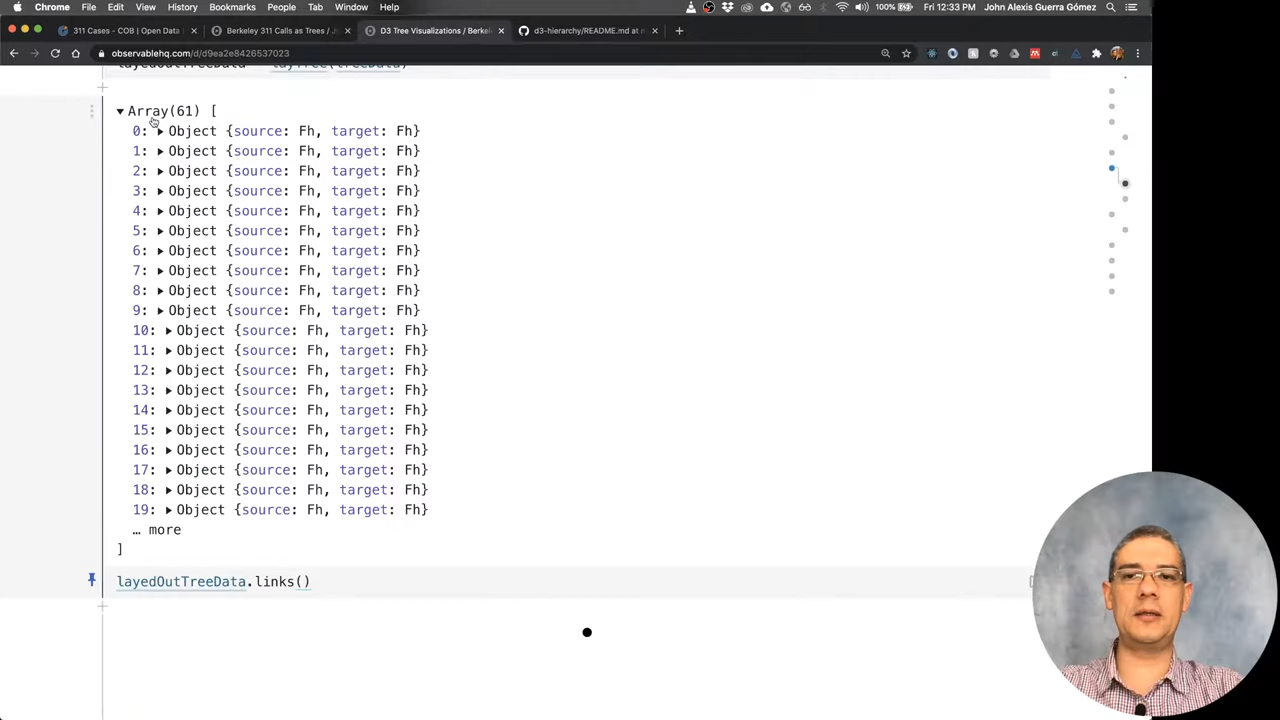 Chrome File Edit View History Bookmarks Profiles People Tab Window Help 100% Fri Jul 24 12:33 PM John Alexis Guerra Gómez
311 Cases - COB | Open Data Berkeley 311 Calls as Trees / J D3 Tree Visualizations / Berke d3-hierarchy/README.md at m
observablehq.com/d/d9ea2e8426537023
layedOutTreeData = layTree(treeData)
Array(61) [
0: Object {source: Fh, target: Fh}
1: Object {source: Fh, target: Fh}
2: Object {source: Fh, target: Fh}
3: Object {source: Fh, target: Fh}
4: Object {source: Fh, target: Fh}
5: Object {source: Fh, target: Fh}
6: Object {source: Fh, target: Fh}
7: Object {source: Fh, target: Fh}
8: Object {source: Fh, target: Fh}
9: Object {source: Fh, target: Fh}
10: Object {source: Fh, target: Fh}
11: Object {source: Fh, target: Fh}
12: Object {source: Fh, target: Fh}
13: Object {source: Fh, target: Fh}
14: Object {source: Fh, target: Fh}
15: Object {source: Fh, target: Fh}
16: Object {source: Fh, target: Fh}
17: Object {source: Fh, target: Fh}
18: Object {source: Fh, target: Fh}
19: Object {source: Fh, target: Fh}
… more
]
layedOutTreeData.links()